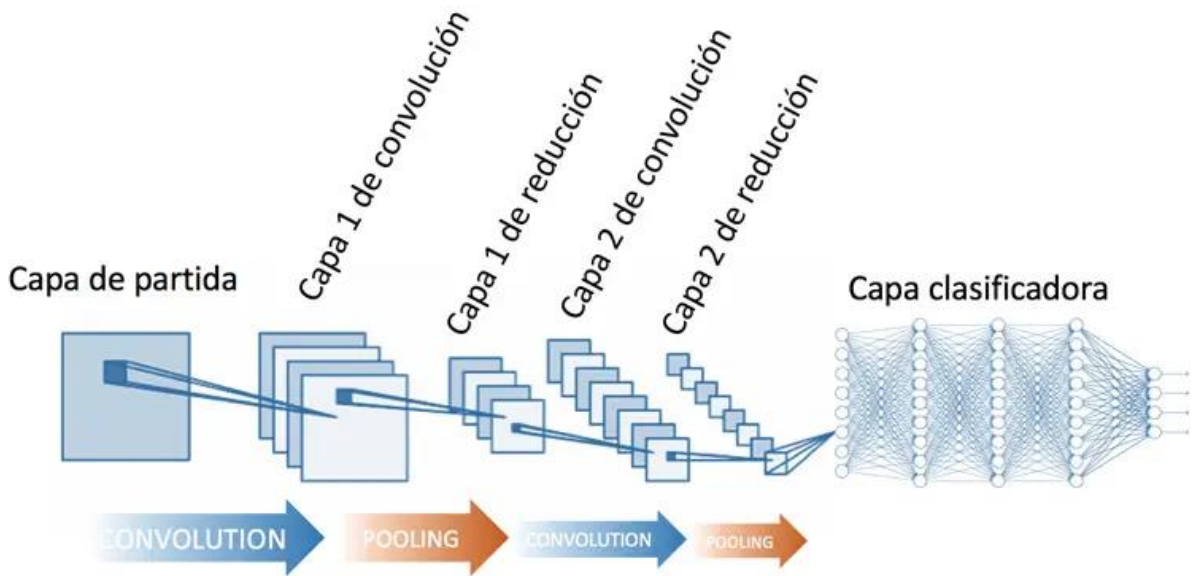 Capa de partida
Capa 1 de convolución
Capa 1 de reducción
Capa 2 de convolución
Capa 2 de reducción
Capa clasificadora
CONVOLUTION
POOLING
CONVOLUTION
POOLING